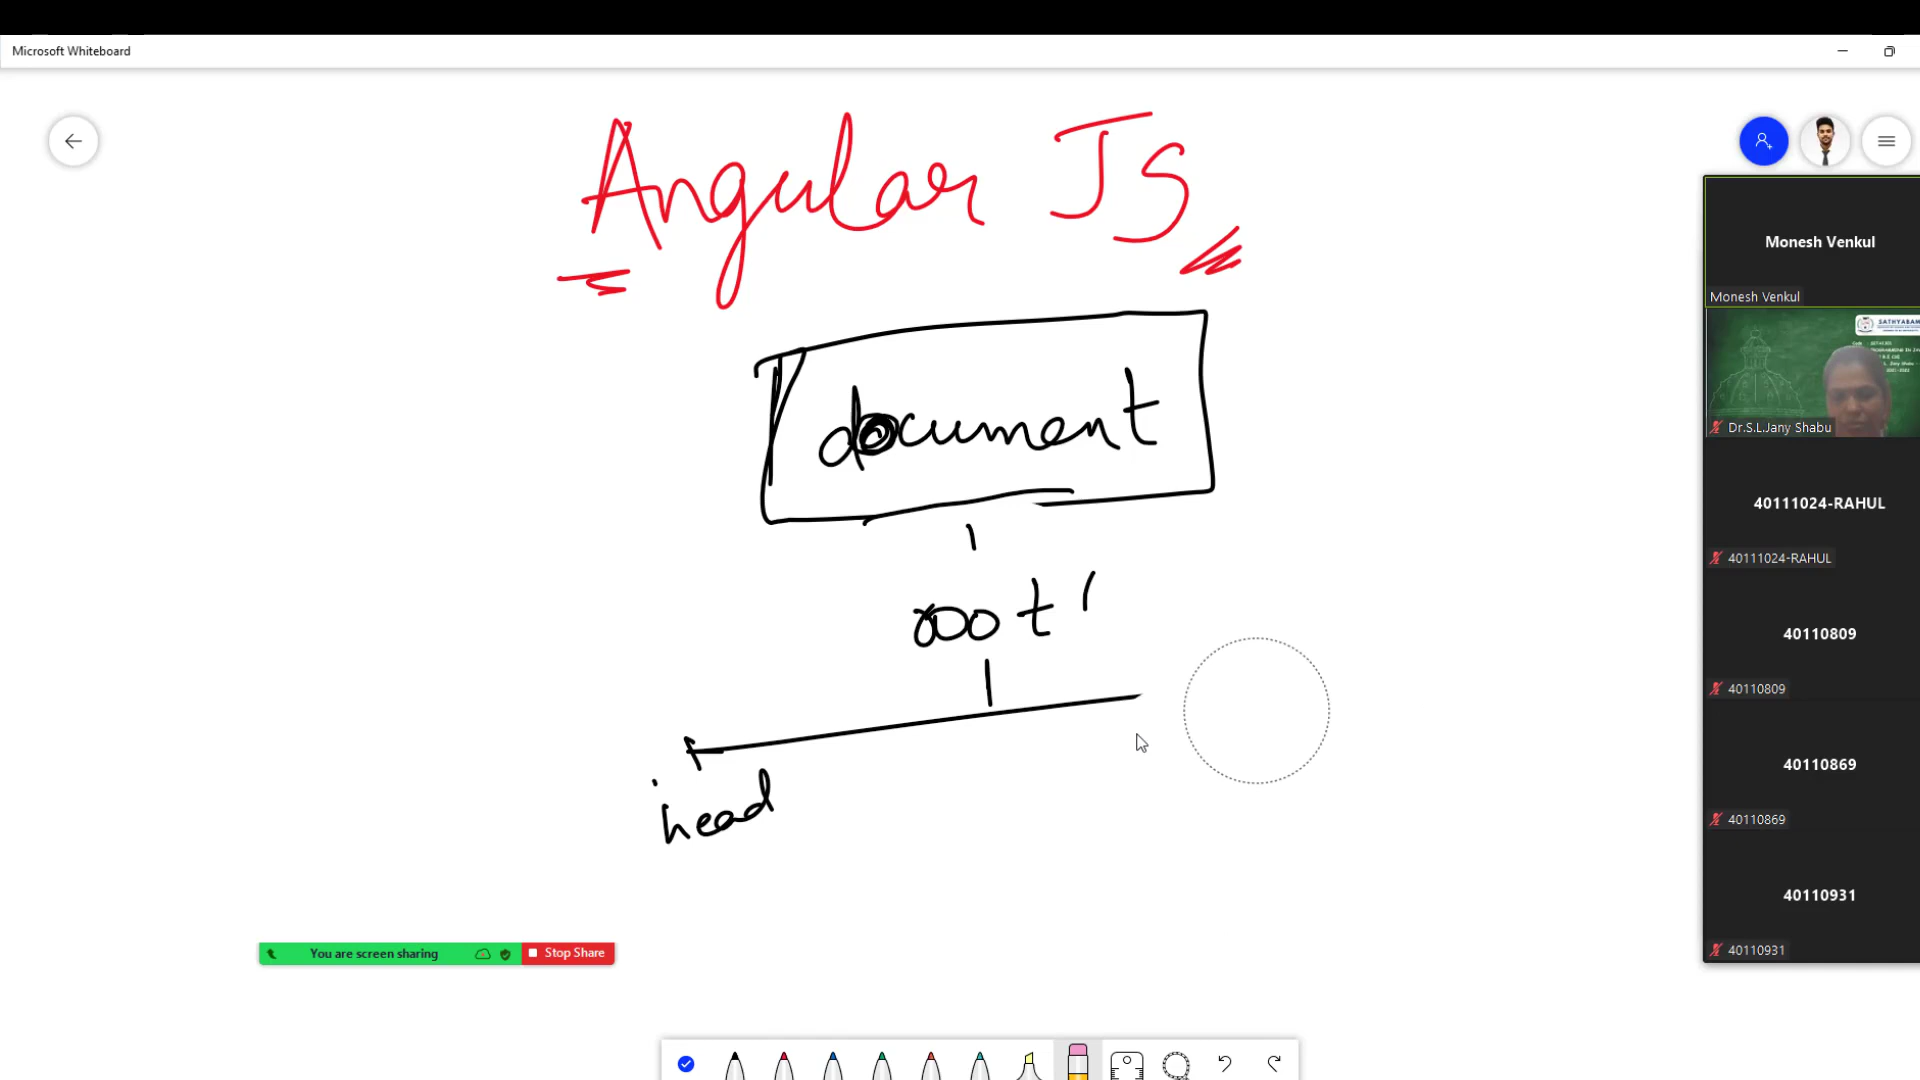 Microsoft Whiteboard
Angular JS
document
root
head
Monesh Venkul
Monesh Venkul
SATHYABAM
Dr.S.L.Jany Shabu
40111024-RAHUL
40111024-RAHUL
40110809
40110809
40110869
40110869
40110931
40110931
You are screen sharing
Stop Share